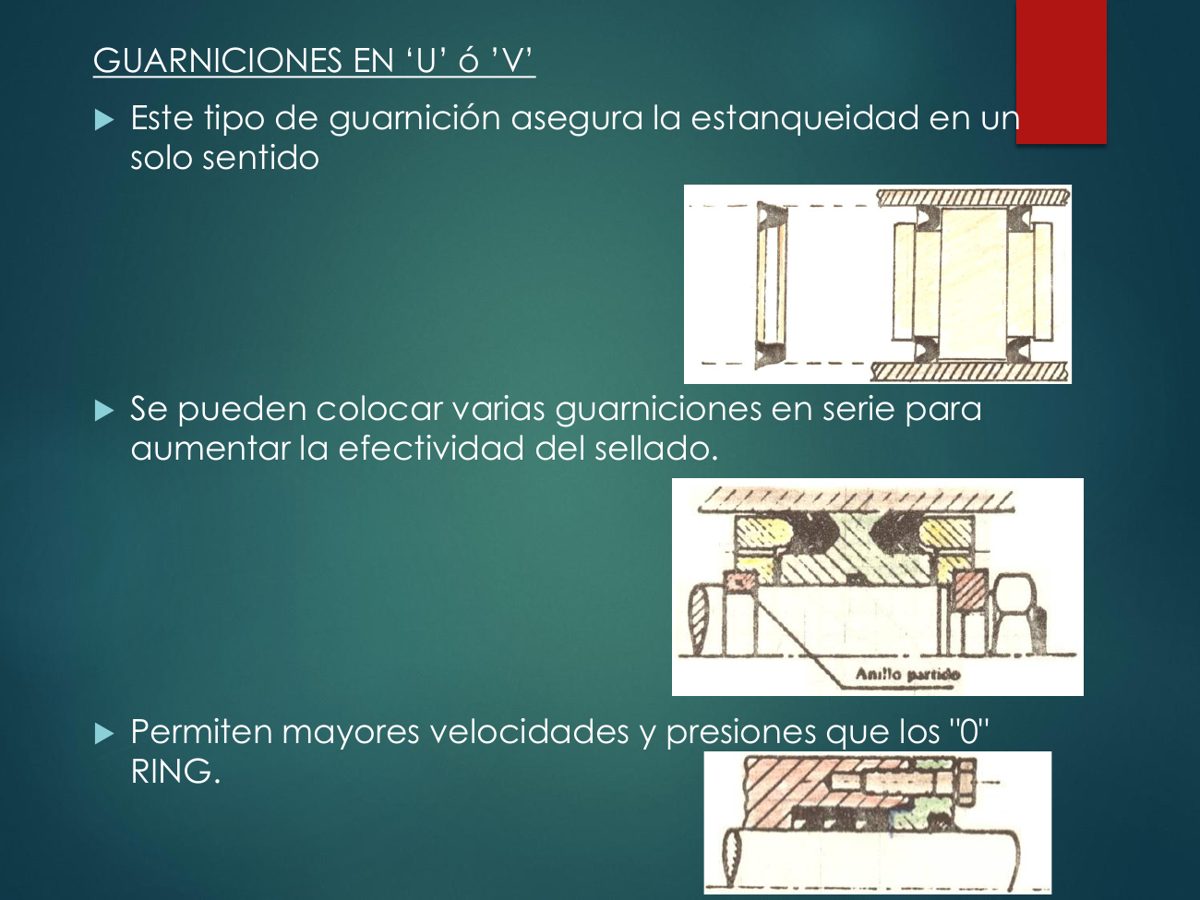 GUARNICIONES EN ‘U’ ó ’V’
Este tipo de guarnición asegura la estanqueidad en un
solo sentido
Se pueden colocar varias guarniciones en serie para
aumentar la efectividad del sellado.
Anillo partido
Permiten mayores velocidades y presiones que los "0"
RING.